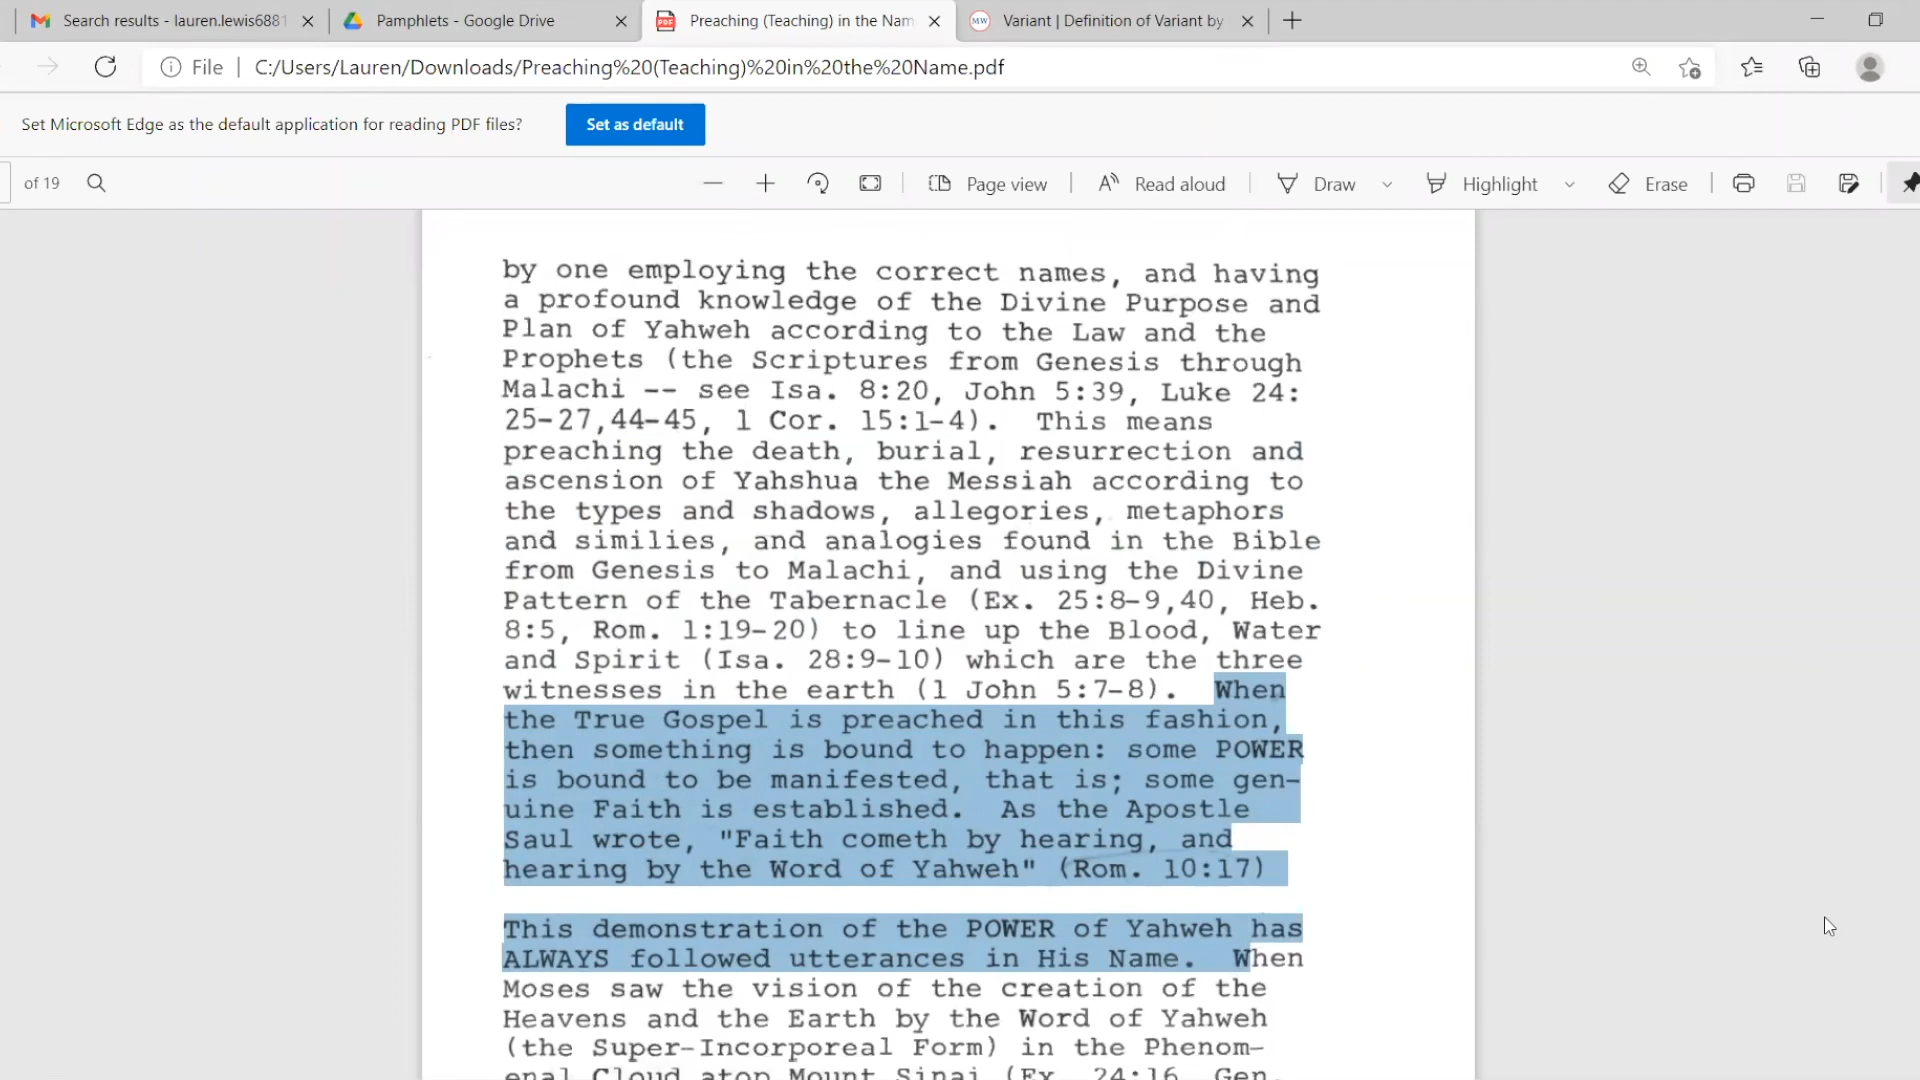 Search results - lauren.lewis6881
Pamphlets - Google Drive
Preaching (Teaching) in the Nam
Variant | Definition of Variant by
File
C:/Users/Lauren/Downloads/Preaching%20(Teaching)%20in%20the%20Name.pdf
Set Microsoft Edge as the default application for reading PDF files?
Set as default
of 19
Page view
Read aloud
Draw
Highlight
Erase
by one employing the correct names, and having
a profound knowledge of the Divine Purpose and
Plan of Yahweh according to the Law and the
Prophets (the Scriptures from Genesis through
Malachi -- see Isa. 8:20, John 5:39, Luke 24:
25-27,44-45, 1 Cor. 15:1-4).  This means
preaching the death, burial, resurrection and
ascension of Yahshua the Messiah according to
the types and shadows, allegories, metaphors
and similies, and analogies found in the Bible
from Genesis to Malachi, and using the Divine
Pattern of the Tabernacle (Ex. 25:8-9,40, Heb.
8:5, Rom. 1:19-20) to line up the Blood, Water
and Spirit (Isa. 28:9-10) which are the three
witnesses in the earth (1 John 5:7-8).  When
the True Gospel is preached in this fashion,
then something is bound to happen: some POWER
is bound to be manifested, that is; some gen-
uine Faith is established.  As the Apostle
Saul wrote, "Faith cometh by hearing, and
hearing by the Word of Yahweh" (Rom. 10:17)
This demonstration of the POWER of Yahweh has
ALWAYS followed utterances in His Name.  When
Moses saw the vision of the creation of the
Heavens and the Earth by the Word of Yahweh
(the Super-Incorporeal Form) in the Phenom-
enal Cloud atop Mount Sinai (Ex. 24:16, Gen.